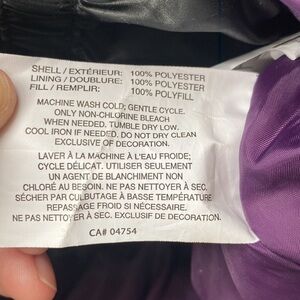 SHELL / EXTÉRIEUR: 100% POLYESTER
LINING / DOUBLURE: 100% POLYESTER
FILL / REMPLIR: 100% POLYFILL
MACHINE WASH COLD; GENTLE CYCLE.
ONLY NON-CHLORINE BLEACH
WHEN NEEDED. TUMBLE DRY LOW.
COOL IRON IF NEEDED. DO NOT DRY CLEAN
EXCLUSIVE OF DECORATION.
LAVER À LA MACHINE À L'EAU FROIDE;
CYCLE DÉLICAT. UTILISER SEULEMENT
UN AGENT DE BLANCHIMENT NON
CHLORÉ AU BESOIN. NE PAS NETTOYER À SEC.
SÉCHER PAR CULBUTAGE À BASSE TEMPÉRATURE
REPASSAGE FROID SI NÉCESSAIRE.
NE PAS NETTOYER À SEC. EXCLUSIF DE DECORATION.
CA# 04754